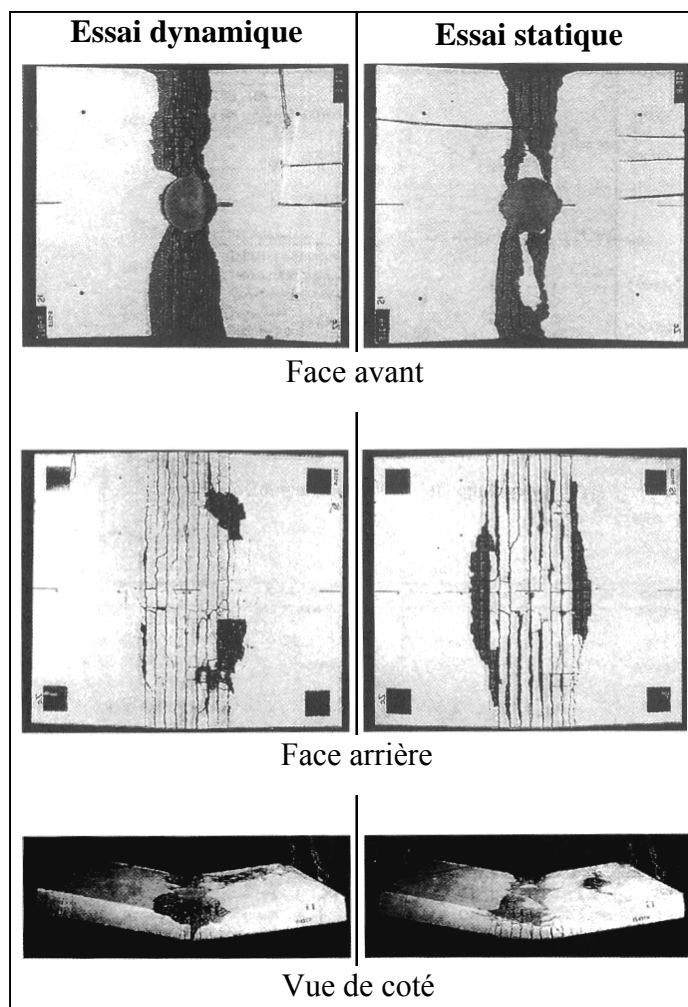 Essai dynamique
Essai statique
Face avant
Face arrière
Vue de coté